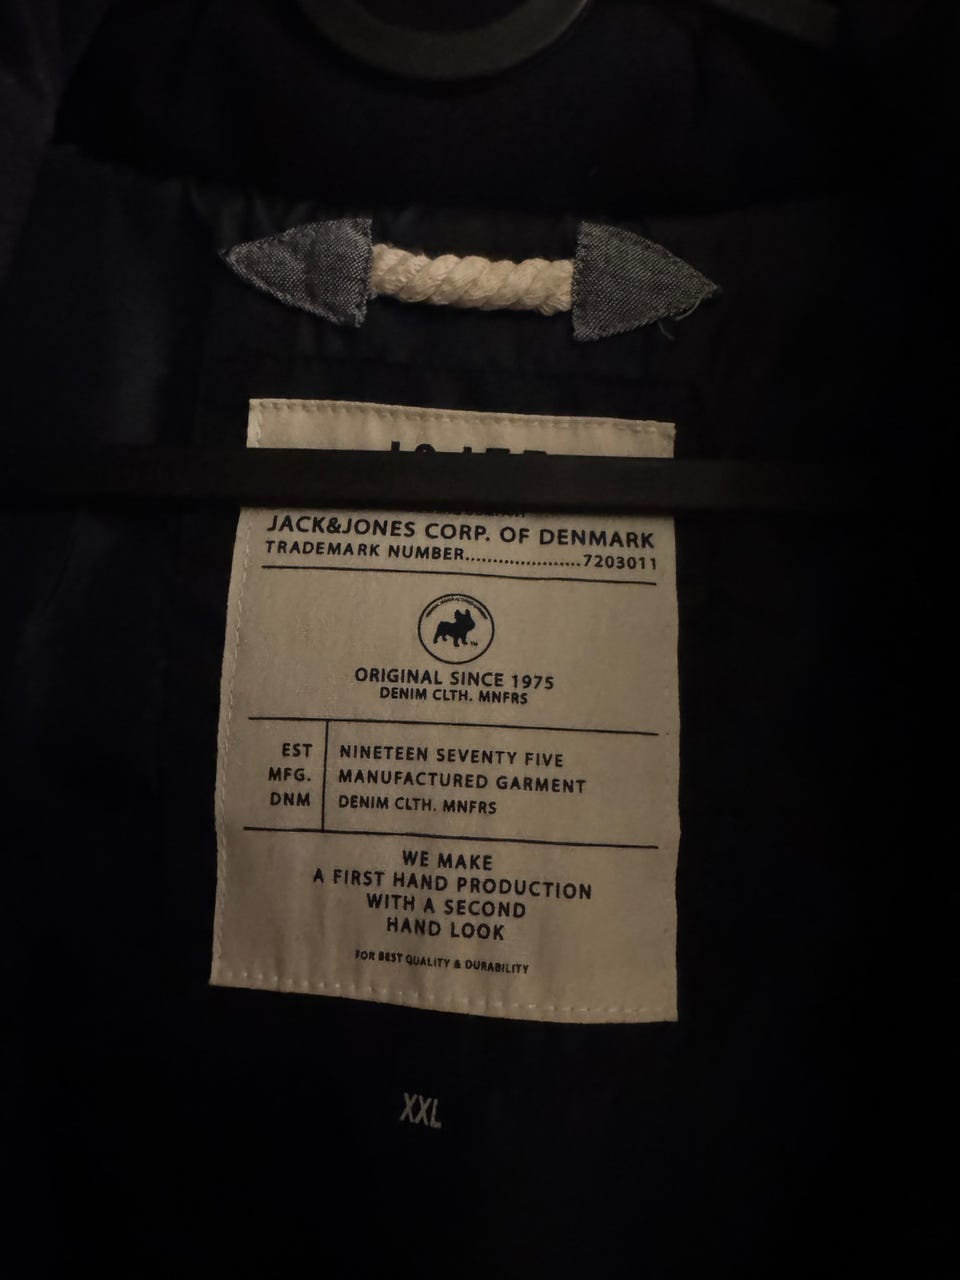 JACK&JONES CORP. OF DENMARK
TRADEMARK NUMBER.....................7203011
TM
ORIGINAL SINCE 1975
DENIM CLTH. MNFRS
EST NINETEEN SEVENTY FIVE
MFG. MANUFACTURED GARMENT
DNM DENIM CLTH. MNFRS
WE MAKE
A FIRST HAND PRODUCTION
WITH A SECOND
HAND LOOK
FOR BEST QUALITY & DURABILITY
XXL